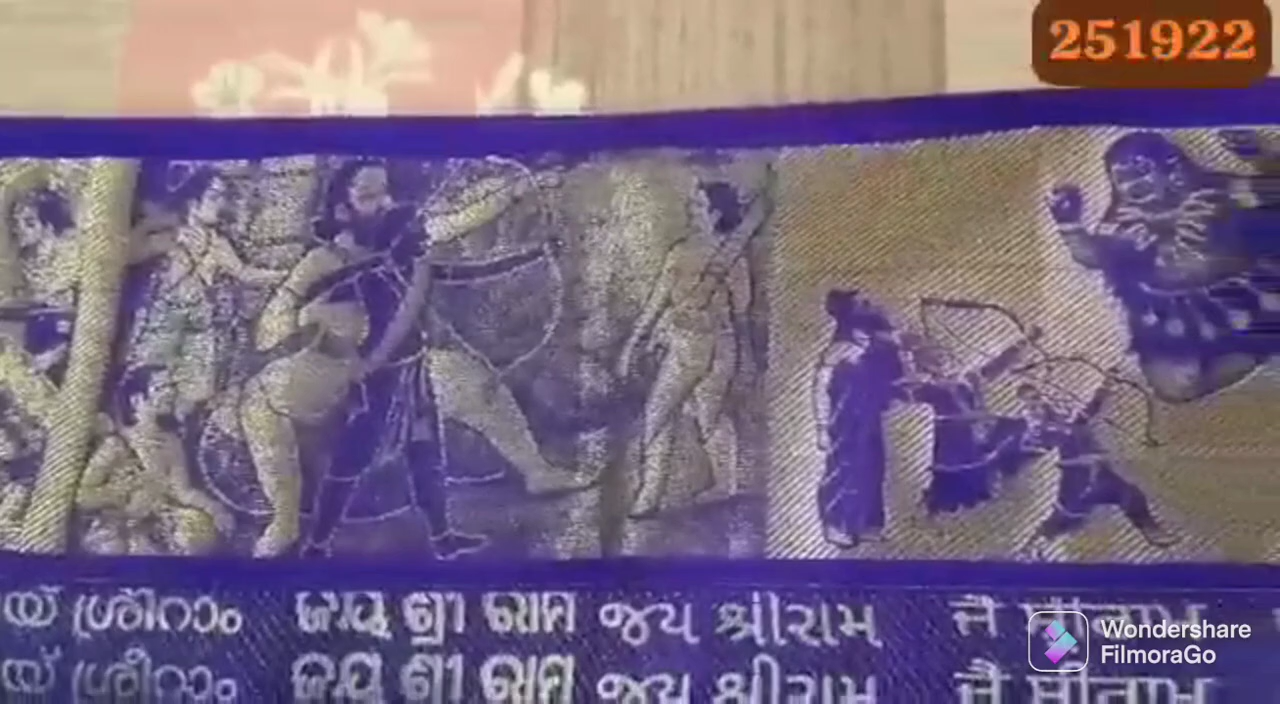 251922
യ് ശ്രീറാം ଜୟ ଶ୍ରୀ ରାମ જય શ્રીરામ जै
യ് ശ്രീറാം ଜୟ ଶ୍ରୀ ରାମ જય શ્રીરામ जै
Wondershare
FilmoraGo